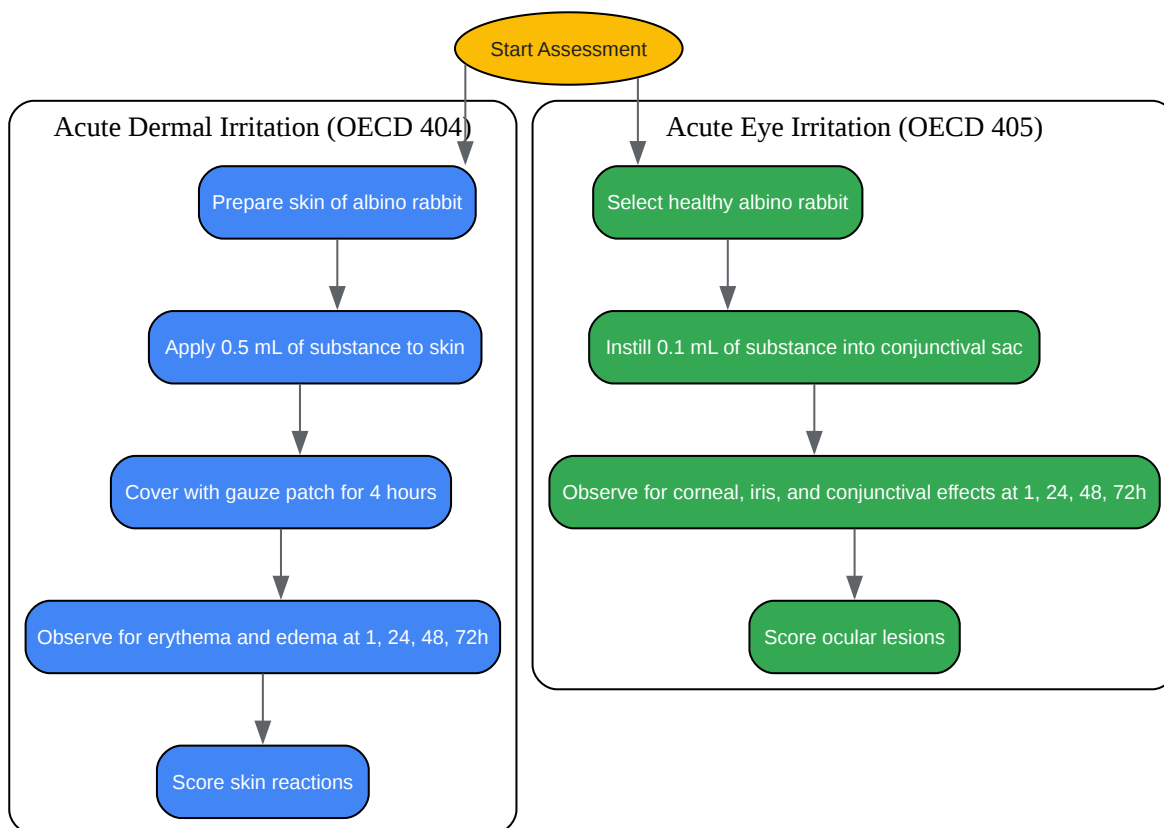 Start Assessment
Acute Dermal Irritation (OECD 404)
Prepare skin of albino rabbit
Apply 0.5 mL of substance to skin
Cover with gauze patch for 4 hours
Observe for erythema and edema at 1, 24, 48, 72h
Score skin reactions
Acute Eye Irritation (OECD 405)
Select healthy albino rabbit
Instill 0.1 mL of substance into conjunctival sac
Observe for corneal, iris, and conjunctival effects at 1, 24, 48, 72h
Score ocular lesions